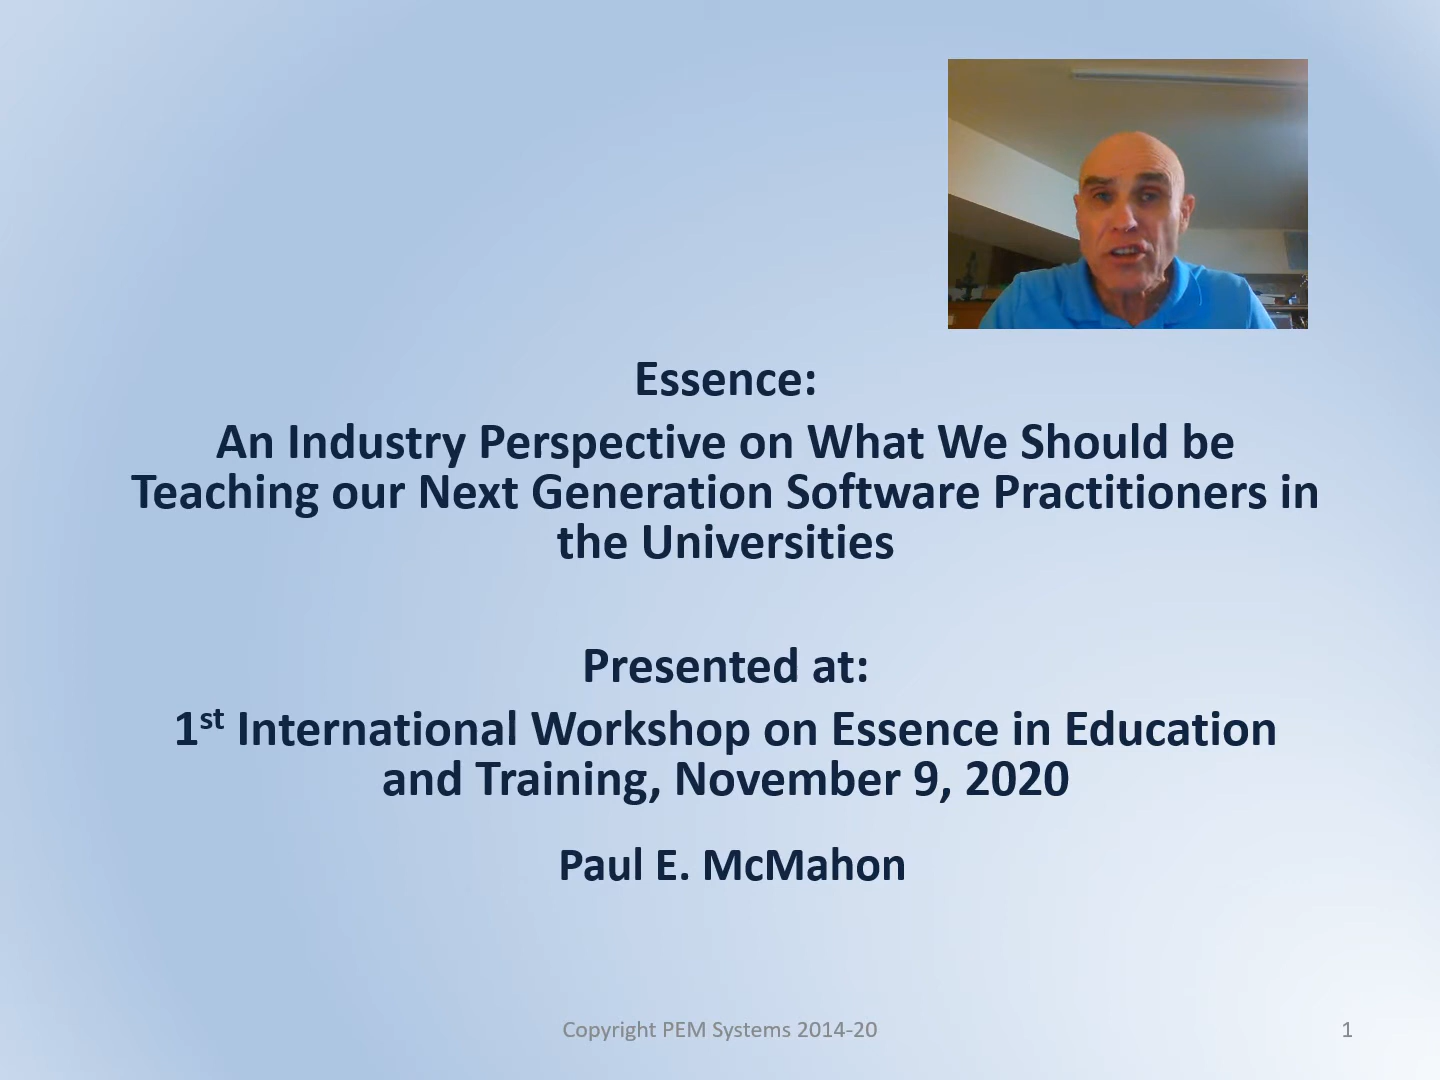 Essence:
An Industry Perspective on What We Should be
Teaching our Next Generation Software Practitioners in
the Universities
Presented at:
1st International Workshop on Essence in Education
and Training, November 9, 2020
Paul E. McMahon
Copyright PEM Systems 2014-20
1